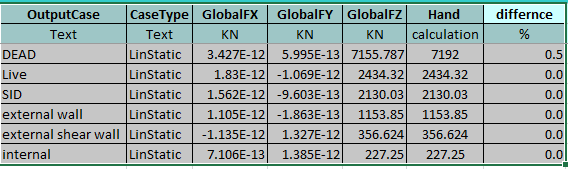 OutputCase CaseType GlobalFX GlobalFY GlobalFZ Hand differnce
Text Text KN KN KN calculation %
DEAD LinStatic 3.427E-12 5.995E-13 7155.787 7192 0.5
Live LinStatic 1.83E-12 -1.069E-12 2434.32 2434.32 0.0
SID LinStatic 1.562E-12 -9.603E-13 2130.03 2130.03 0.0
external wall LinStatic 1.105E-12 -1.863E-13 1153.85 1153.85 0.0
external shear wall LinStatic -1.135E-12 1.327E-12 356.624 356.624 0.0
internal LinStatic 7.106E-13 1.385E-12 227.25 227.25 0.0